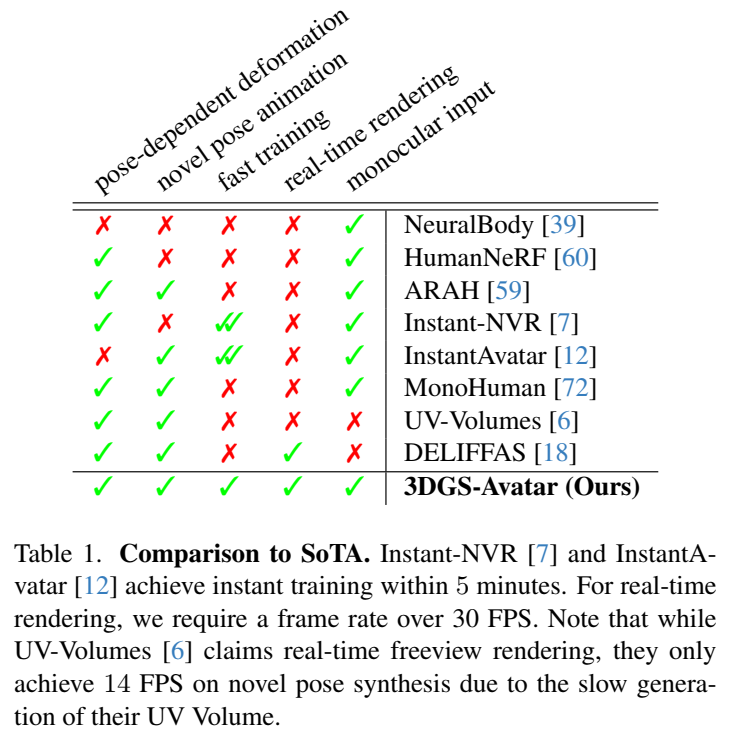 pose-dependent deformation
novel pose animation
fast training
real-time rendering
monocular input
✗ ✗ ✗ ✗ ✓ NeuralBody [39]
✓ ✗ ✗ ✗ ✓ HumanNeRF [60]
✓ ✓ ✗ ✗ ✓ ARAH [59]
✓ ✗ ✓✓ ✗ ✓ Instant-NVR [7]
✗ ✓ ✓✓ ✗ ✓ InstantAvatar [12]
✓ ✓ ✗ ✗ ✓ MonoHuman [72]
✓ ✓ ✗ ✗ ✗ UV-Volumes [6]
✓ ✓ ✗ ✓ ✗ DELIFFAS [18]
✓ ✓ ✓ ✓ ✓ 3DGS-Avatar (Ours)
Table 1. Comparison to SoTA. Instant-NVR [7] and InstantA-
vatar [12] achieve instant training within 5 minutes. For real-time
rendering, we require a frame rate over 30 FPS. Note that while
UV-Volumes [6] claims real-time freeview rendering, they only
achieve 14 FPS on novel pose synthesis due to the slow genera-
tion of their UV Volume.